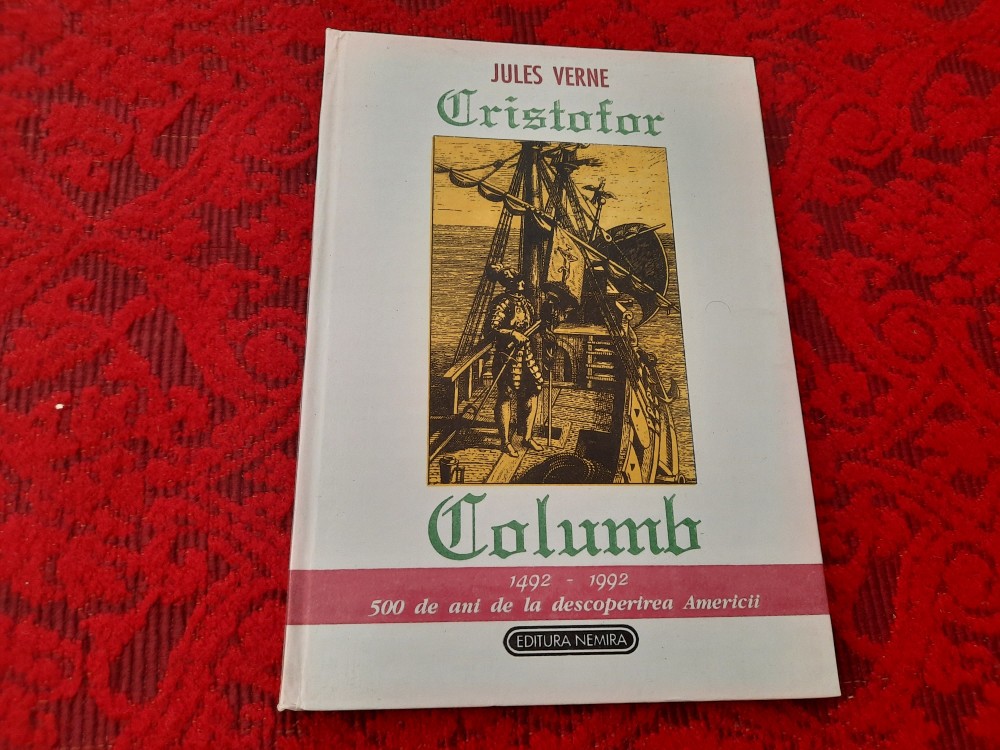 JULES VERNE
Cristofor
Columb
1492 - 1992
500 de ani de la descoperirea Americii
EDITURA NEMIRA